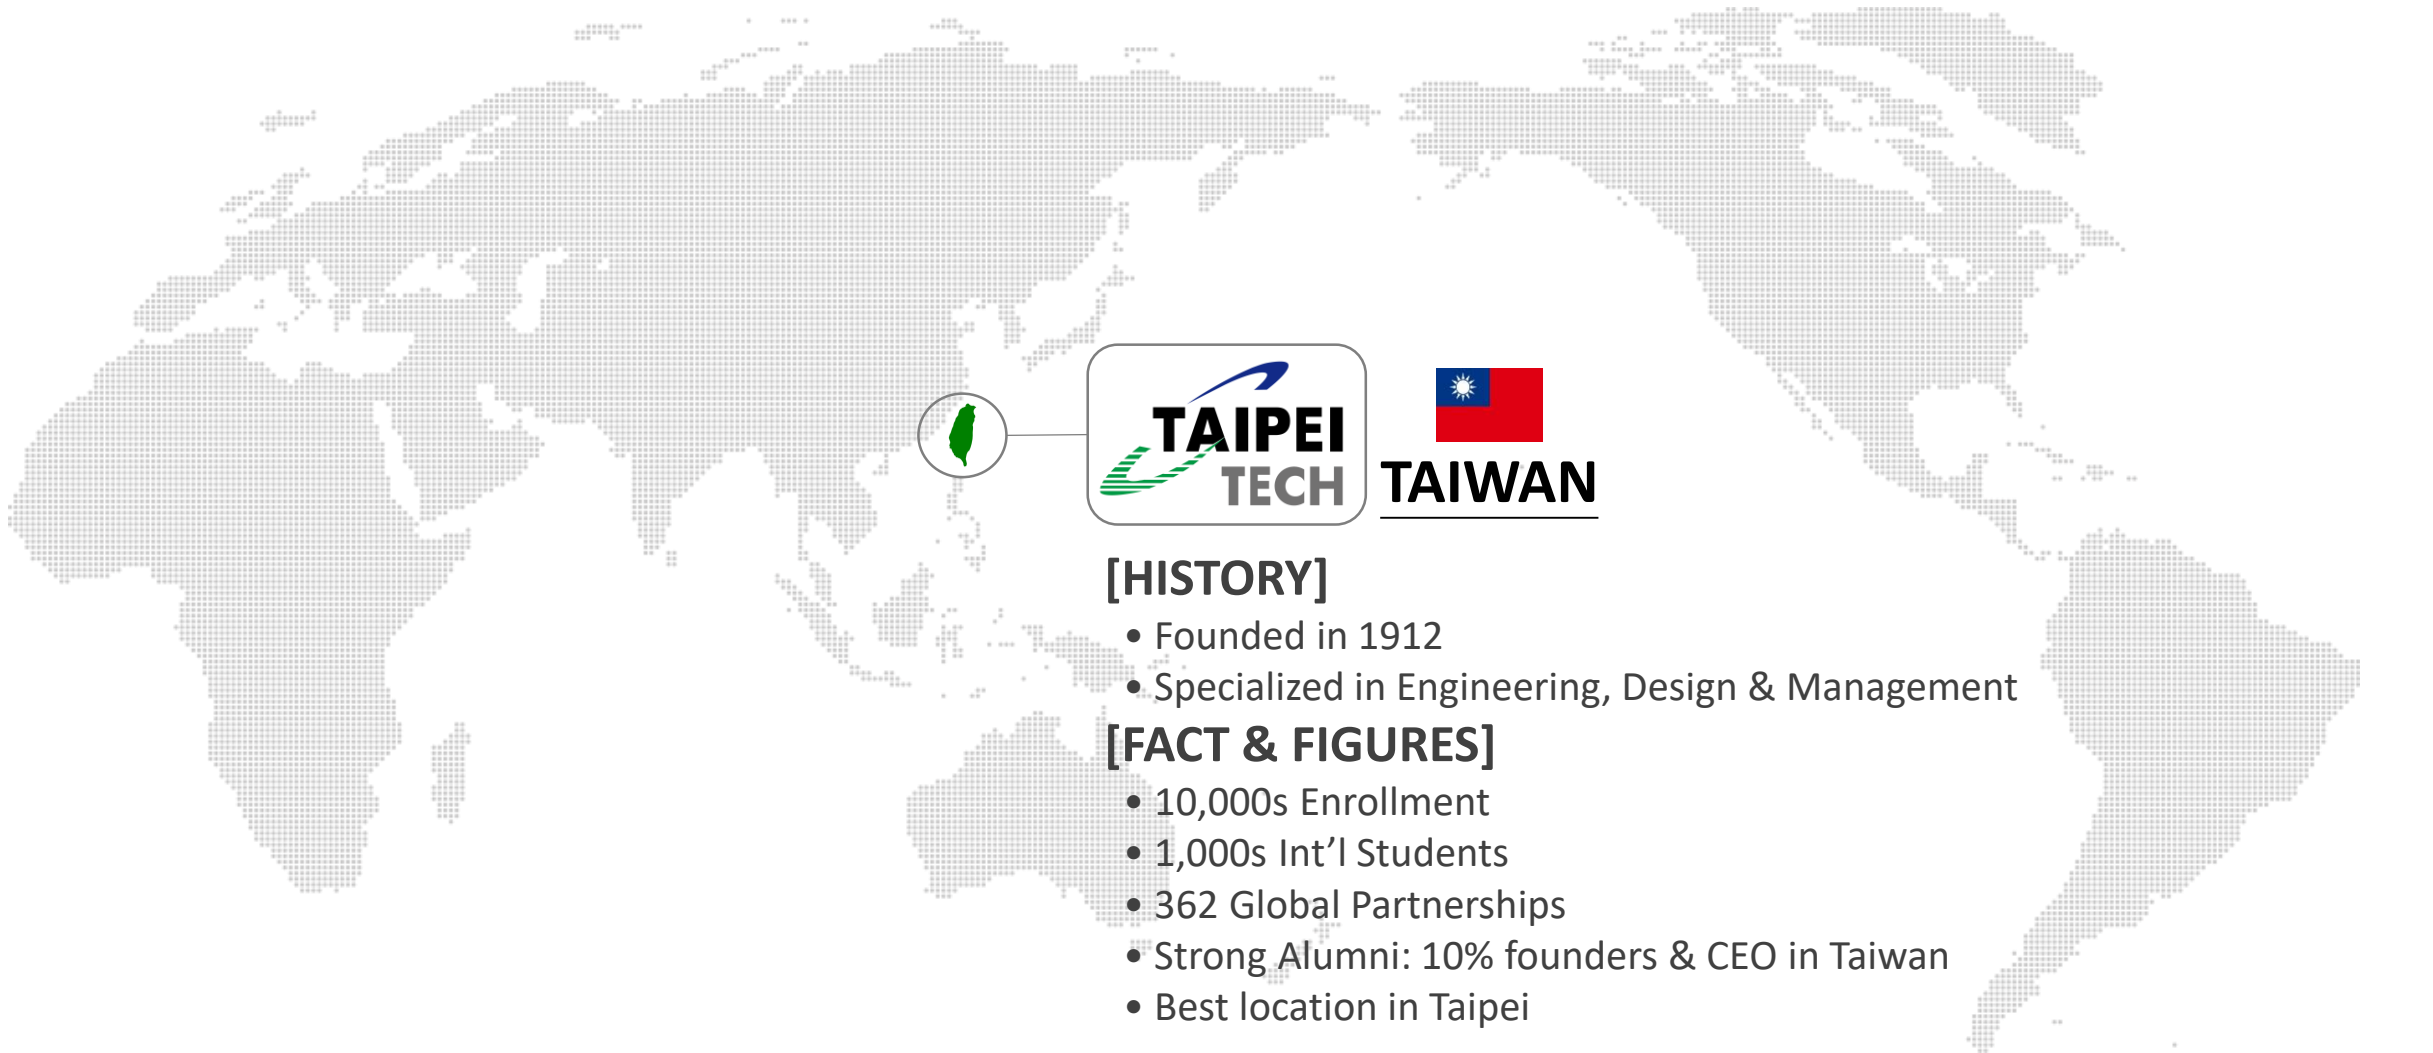 TAIPEI
TECH
TAIWAN
[HISTORY]
• Founded in 1912
• Specialized in Engineering, Design & Management
[FACT & FIGURES]
• 10,000s Enrollment
• 1,000s Int’l Students
• 362 Global Partnerships
• Strong Alumni: 10% founders & CEO in Taiwan
• Best location in Taipei